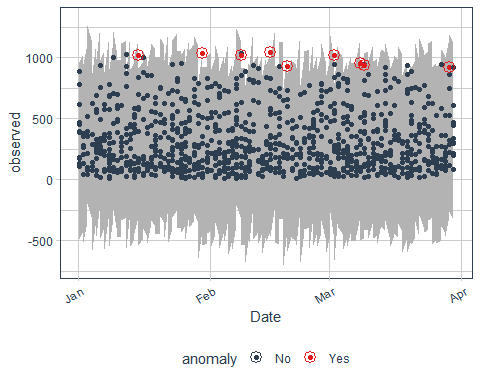 1000
500
0
-500
observed
Jan
Feb
Mar
Apr
Date
anomaly No Yes